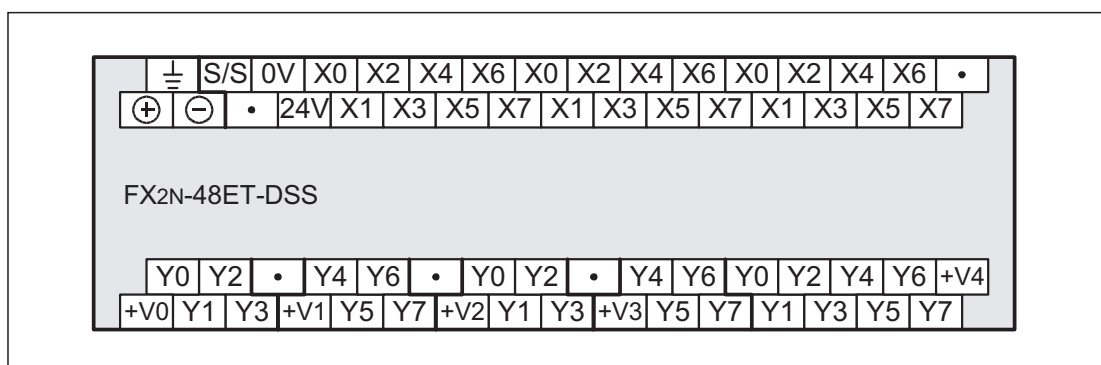 ⏚ S/S 0V X0 X2 X4 X6 X0 X2 X4 X6 X0 X2 X4 X6 •
⊕ ⊖ • 24V X1 X3 X5 X7 X1 X3 X5 X7 X1 X3 X5 X7
FX2N-48ET-DSS
Y0 Y2 • Y4 Y6 • Y0 Y2 • Y4 Y6 Y0 Y2 Y4 Y6 +V4
+V0 Y1 Y3 +V1 Y5 Y7 +V2 Y1 Y3 +V3 Y5 Y7 Y1 Y3 Y5 Y7